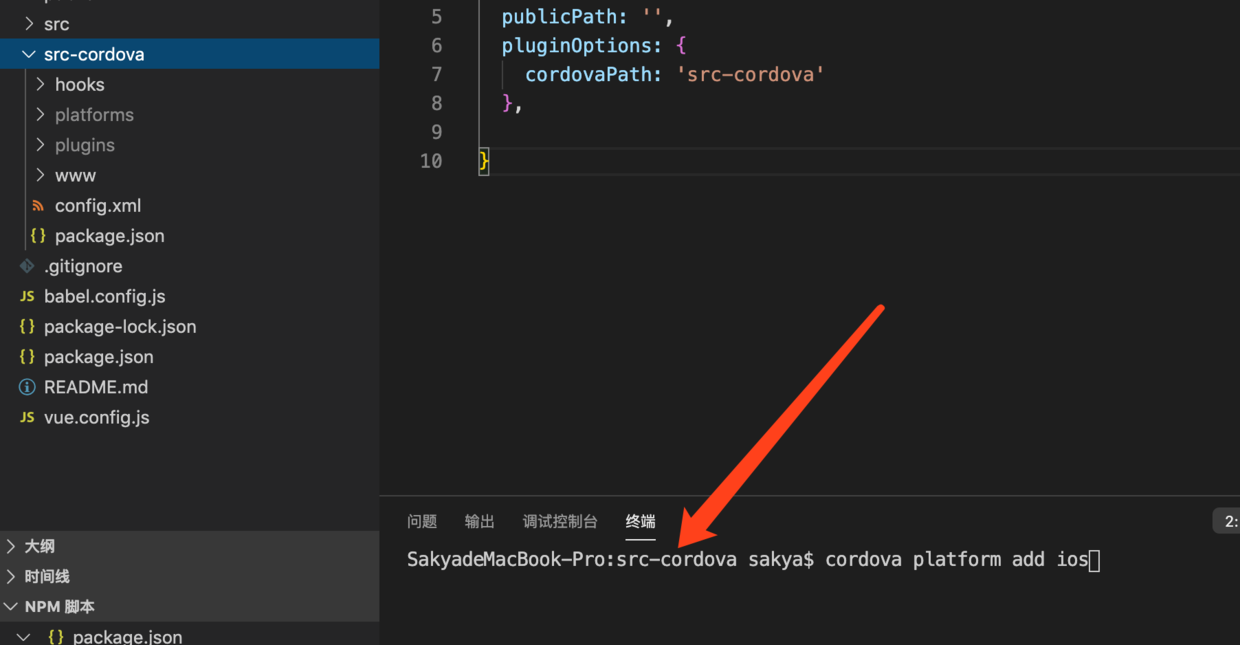 src
src-cordova
hooks
platforms
plugins
www
config.xml
{} package.json
.gitignore
JS babel.config.js
{} package-lock.json
{} package.json
README.md
JS vue.config.js
大纲
时间线
NPM 脚本
{} package.json
5 publicPath: '',
6 pluginOptions: {
7 cordovaPath: 'src-cordova'
8 },
9
10 }
问题 输出 调试控制台 终端 2:
SakyadeMacBook-Pro:src-cordova sakya$ cordova platform add ios